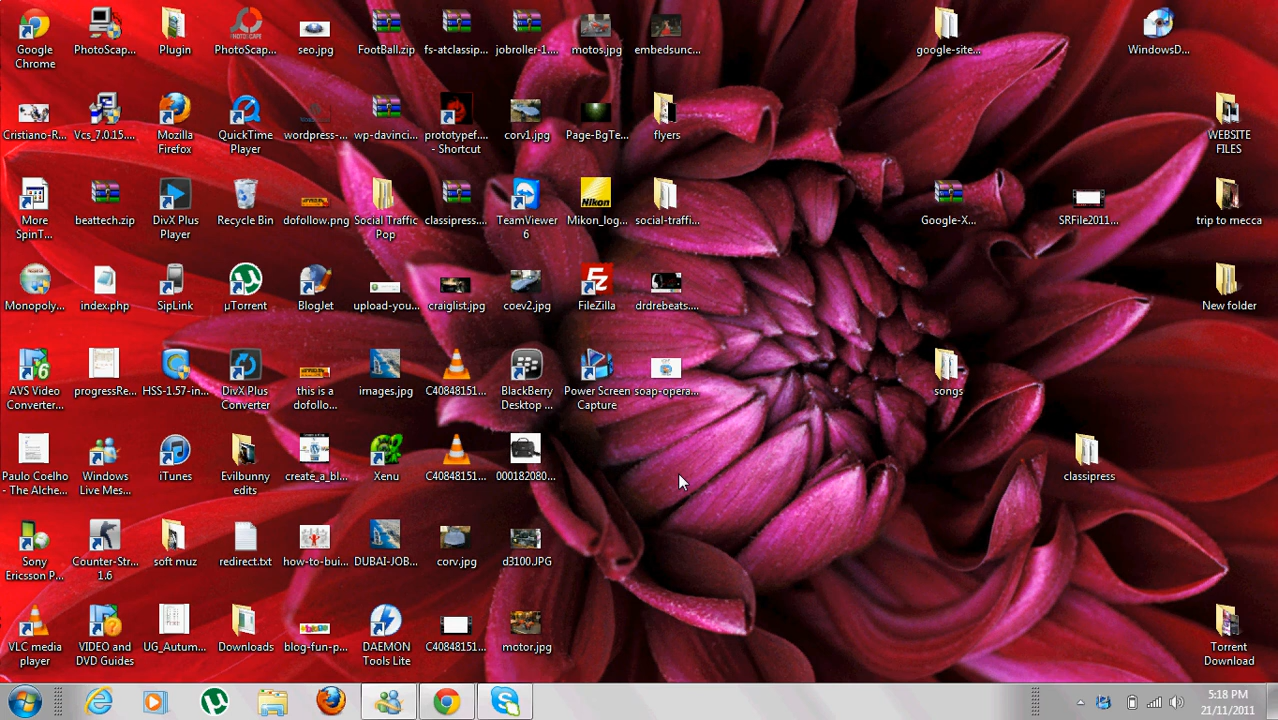 Google
Chrome
PhotoScap...
Plugin
PhotoScap...
seo.jpg
FootBall.zip
fs-atclassip...
jobroller-1....
motos.jpg
embedsunc...
google-site...
WindowsD...
Cristiano-R...
Vcs_7.0.15....
Mozilla
Firefox
QuickTime
Player
wordpress-...
wp-davinci...
prototypef....
- Shortcut
corv1.jpg
Page-BgTe...
flyers
WEBSITE
FILES
More
SpinT...
beattech.zip
DivX Plus
Player
Recycle Bin
dofollow.png
Social Traffic
Pop
classipress....
TeamViewer
6
Nikon
Mikon_log...
social-traffi...
Google-X...
SRFile2011...
trip to mecca
Monopoly...
index.php
SipLink
µTorrent
BlogJet
upload-you...
craiglist.jpg
coev2.jpg
FileZilla
drdrebeats....
New folder
AVS Video
Converter...
progressRe...
HSS-1.57-in...
DivX Plus
Converter
this is a
dofollo...
images.jpg
C40848151...
BlackBerry
Desktop ...
Power Screen
Capture
soap-opera...
songs
Paulo Coelho
- The Alche...
Windows
Live Mes...
iTunes
Evilbunny
edits
create_a_bl...
Xenu
C40848151...
000182080...
classipress
Sony
Ericsson P...
Counter-Str...
1.6
soft muz
redirect.txt
how-to-bui...
DUBAI-JOB...
corv.jpg
d3100.JPG
VLC media
player
VIDEO and
DVD Guides
UG_Autum...
Downloads
blog-fun-p...
DAEMON
Tools Lite
C40848151...
motor.jpg
Torrent
Download
5:18 PM
21/11/2011